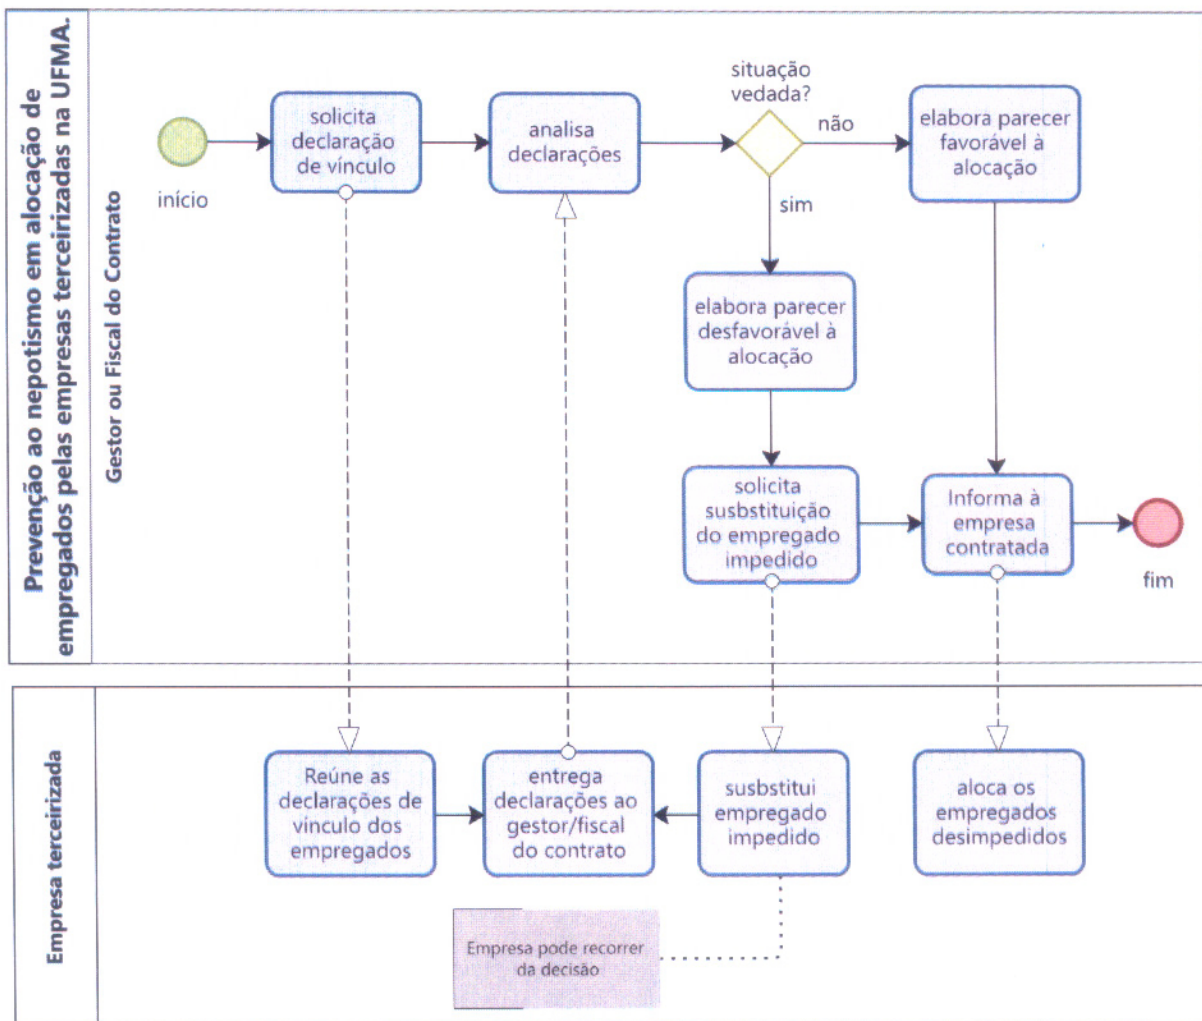 Prevenção ao nepotismo em alocação de
empregados pelas empresas terceirizadas na UFMA.
Gestor ou Fiscal do Contrato
início
solicita
declaração
de vínculo
analisa
declarações
situação
vedada?
não
sim
elabora parecer
favorável à
alocação
elabora parecer
desfavorável à
alocação
solicita
susbstituição
do empregado
impedido
Informa à
empresa
contratada
fim
Empresa terceirizada
Reúne as
declarações de
vínculo dos
empregados
entrega
declarações ao
gestor/fiscal
do contrato
susbstitui
empregado
impedido
aloca os
empregados
desimpedidos
Empresa pode recorrer
da decisão